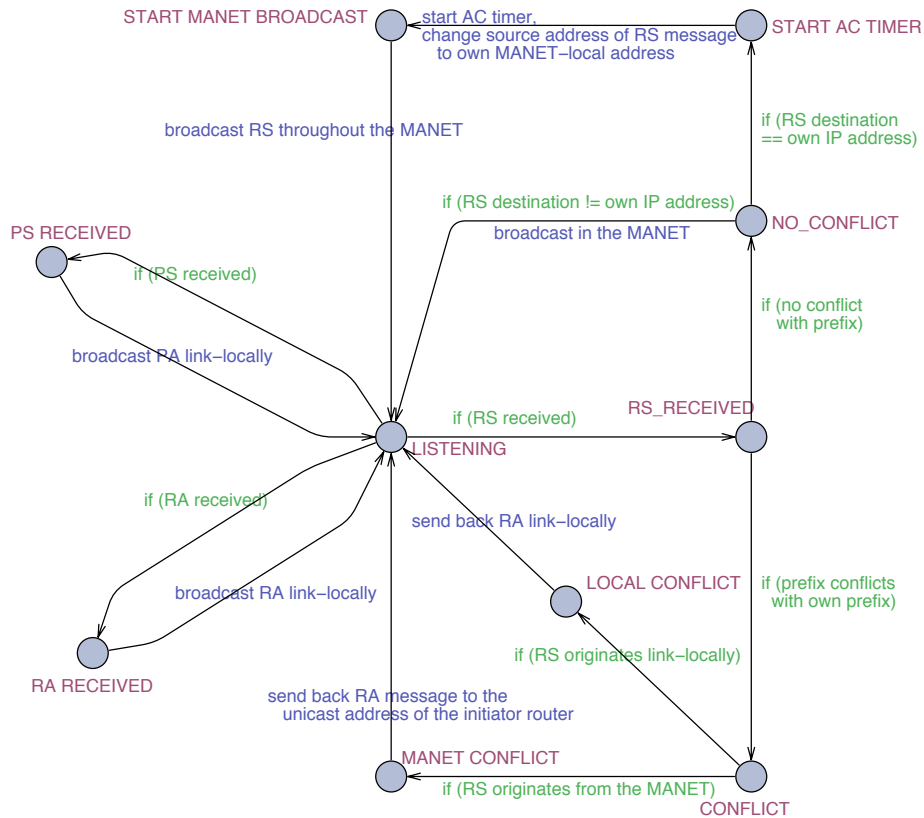 START MANET BROADCAST
start AC timer,
change source address of RS message
to own MANET−local address
START AC TIMER
broadcast RS throughout the MANET
if (RS destination
== own IP address)
if (RS destination != own IP address)
broadcast in the MANET
NO_CONFLICT
PS RECEIVED
if (PS received)
if (no conflict
with prefix)
broadcast RA link−locally
RS_RECEIVED
if (RS received)
LISTENING
if (RA received)
send back RA link−locally
broadcast RA link−locally
LOCAL CONFLICT
if (prefix conflicts
with own prefix)
if (RS originates link−locally)
RA RECEIVED
send back RA message to the
unicast address of the initiator router
MANET CONFLICT
if (RS originates from the MANET)
CONFLICT